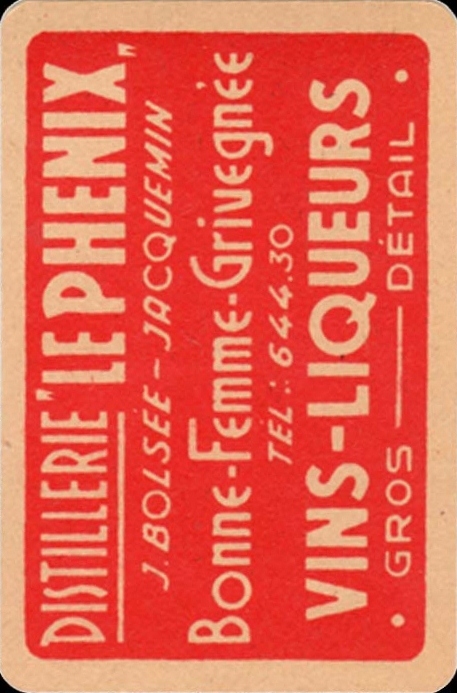 DISTILLERIE "LE PHENIX„
J. BOLSÉE - JACQUEMIN
Bonne-Femme-Grivegnée
TÉL.: 644.30
VINS-LIQUEURS
• GROS — DÉTAIL •